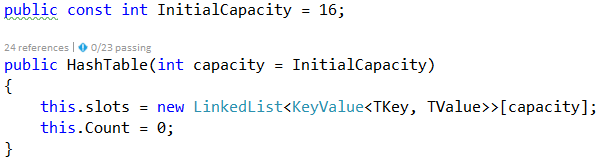 public const int InitialCapacity = 16;
24 references | 0/23 passing
public HashTable(int capacity = InitialCapacity)
{
    this.slots = new LinkedList<KeyValue<TKey, TValue>>[capacity];
    this.Count = 0;
}